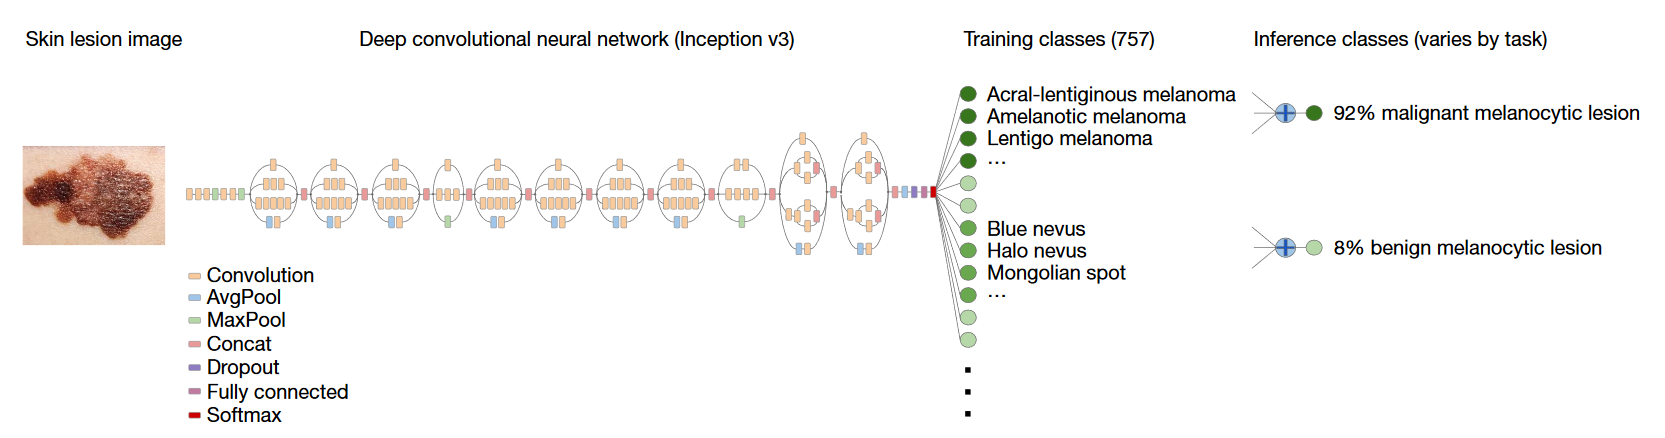 Skin lesion image
Deep convolutional neural network (Inception v3)
Training classes (757)
Inference classes (varies by task)
Acral-lentiginous melanoma
Amelanotic melanoma
Lentigo melanoma
...
Blue nevus
Halo nevus
Mongolian spot
...
92% malignant melanocytic lesion
8% benign melanocytic lesion
Convolution
AvgPool
MaxPool
Concat
Dropout
Fully connected
Softmax